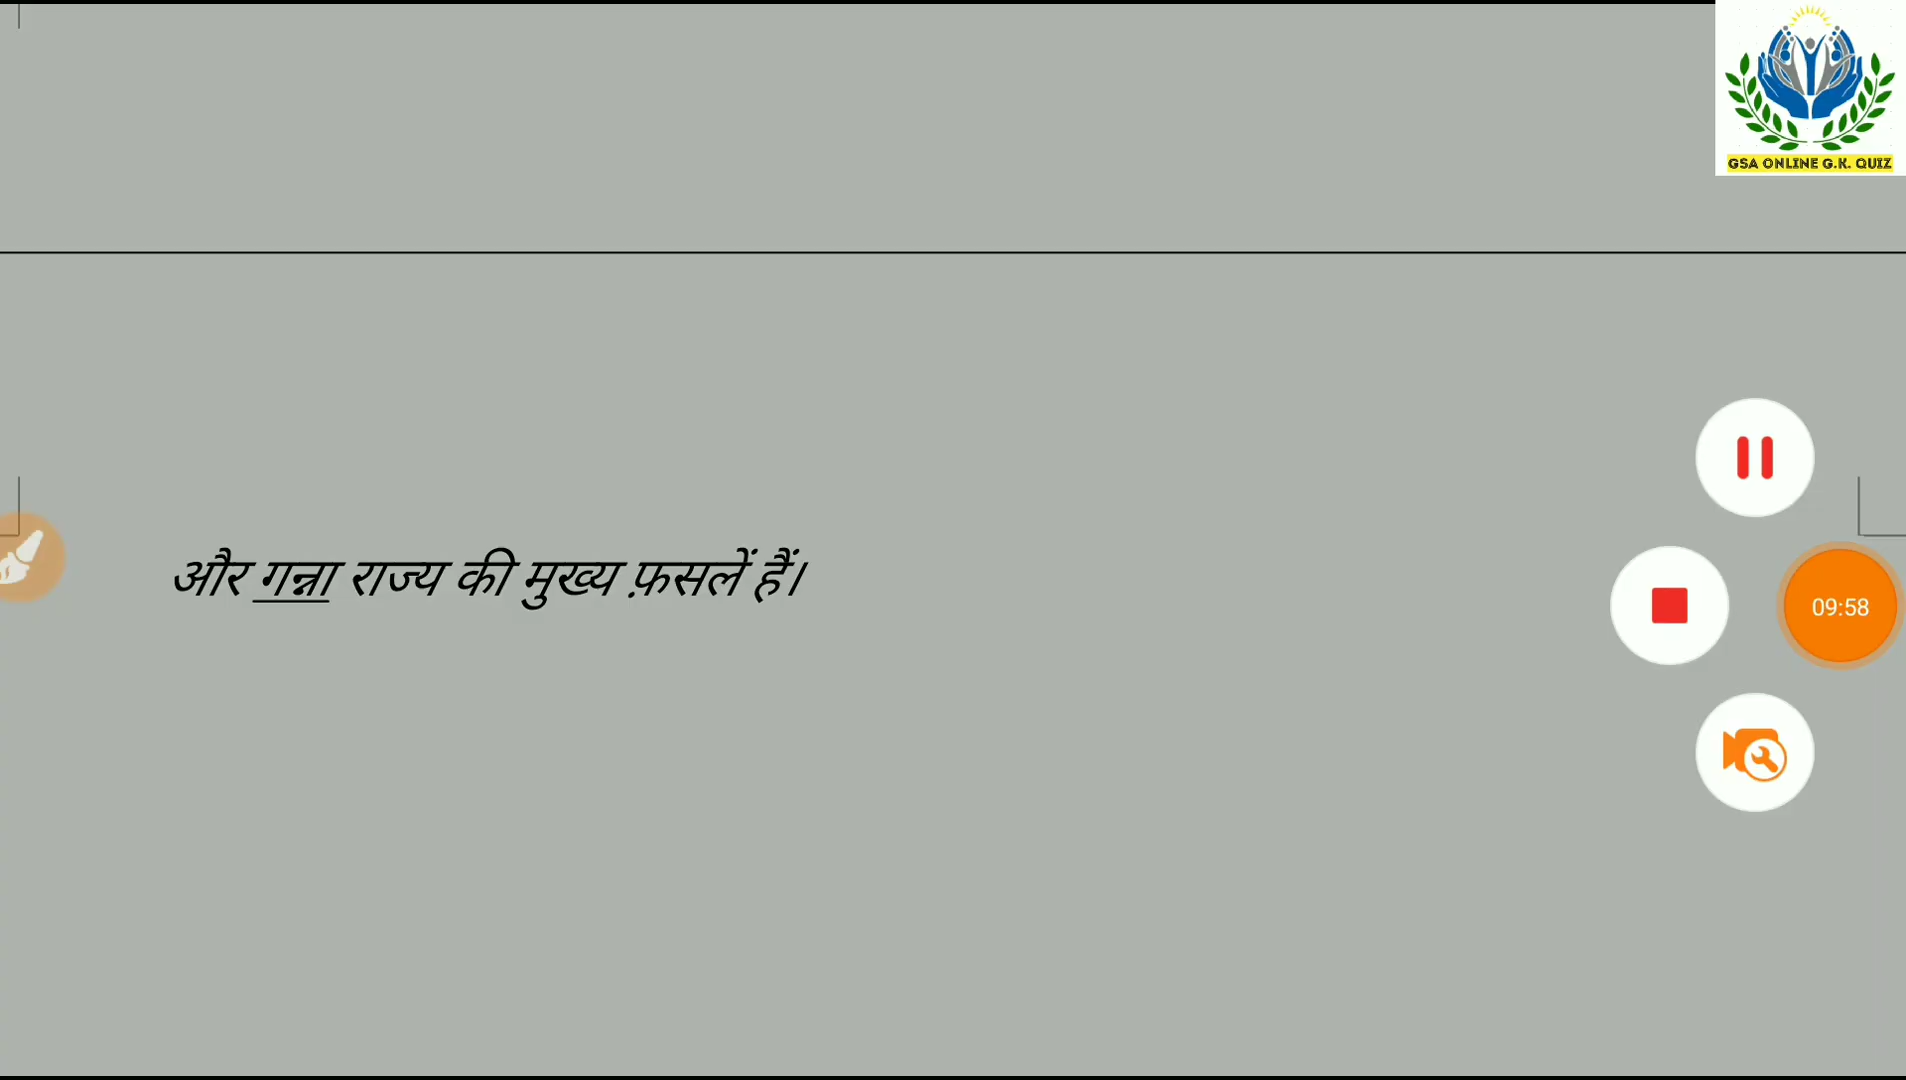 GSA ONLINE G.K. QUIZ
और गन्ना राज्य की मुख्य फ़सलें हैं।
09:58